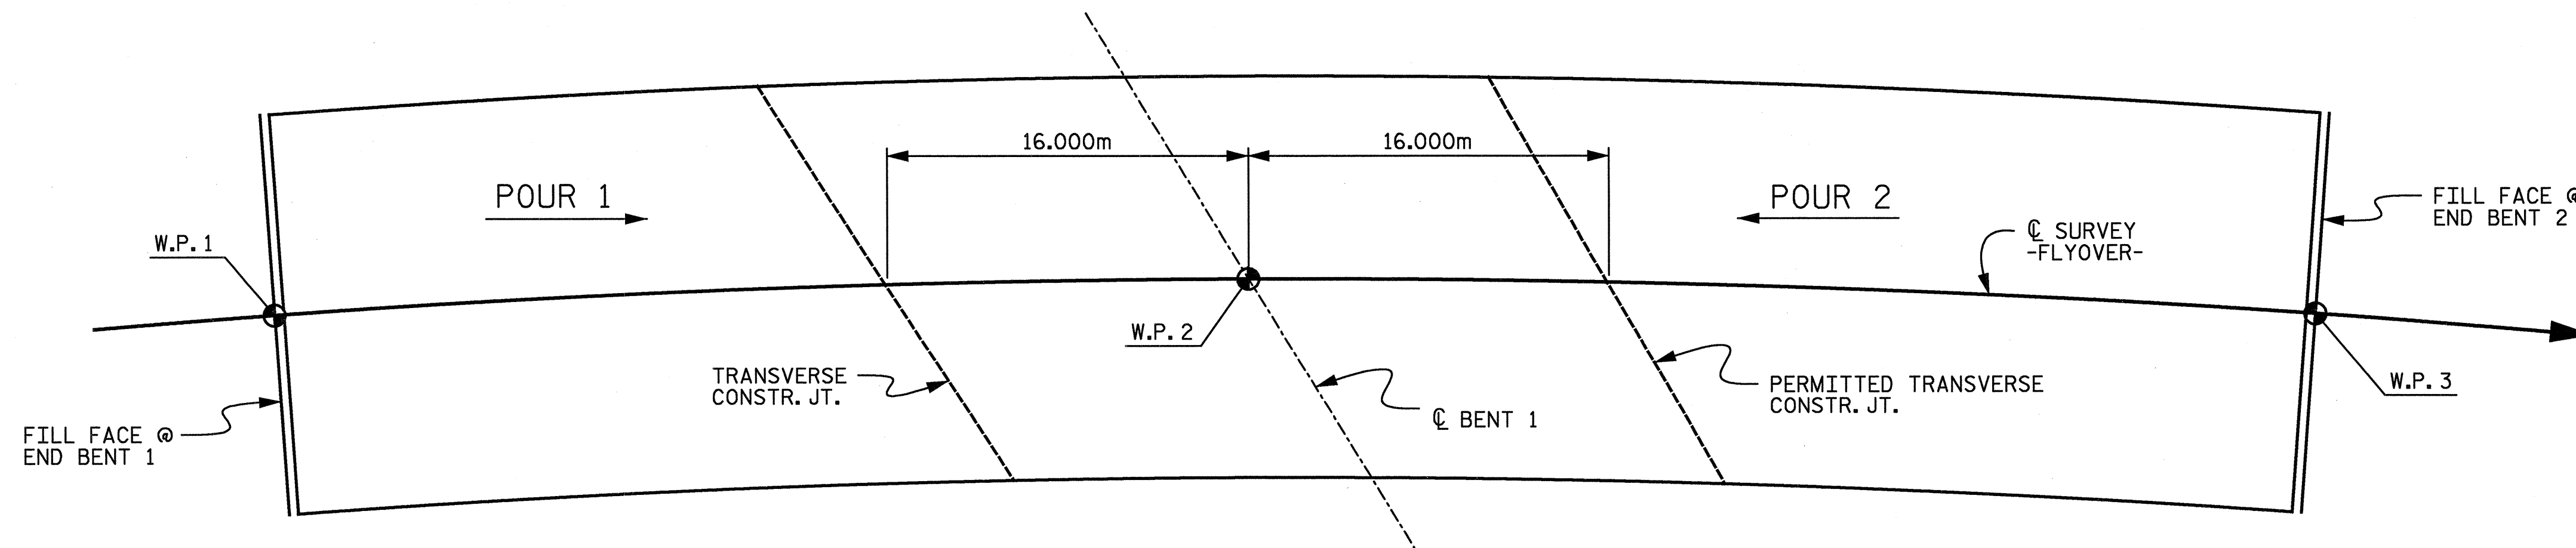 16.000m
16.000m
POUR 1
POUR 2
FILL FACE @
END BENT 2
W.P. 1
℄ SURVEY
-FLYOVER-
W.P. 2
TRANSVERSE
CONSTR. JT.
PERMITTED TRANSVERSE
CONSTR. JT.
W.P. 3
℄ BENT 1
FILL FACE @
END BENT 1